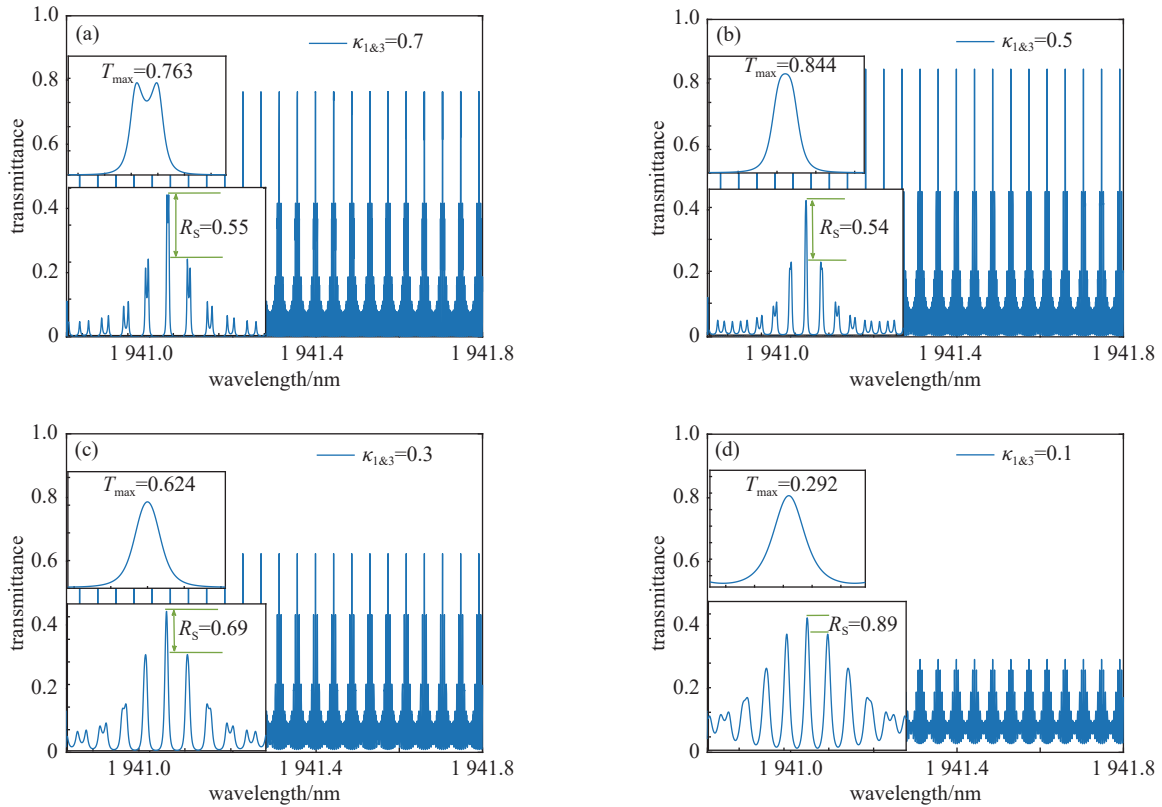 (a)
κ1&3=0.7
Tmax=0.763
RS=0.55
1.0
0.8
0.6
0.4
0.2
0
transmittance
1 941.0
1 941.4
1 941.8
wavelength/nm
(b)
κ1&3=0.5
Tmax=0.844
RS=0.54
1.0
0.8
0.6
0.4
0.2
0
transmittance
1 941.0
1 941.4
1 941.8
wavelength/nm
(c)
κ1&3=0.3
Tmax=0.624
RS=0.69
1.0
0.8
0.6
0.4
0.2
0
transmittance
1 941.0
1 941.4
1 941.8
wavelength/nm
(d)
κ1&3=0.1
Tmax=0.292
RS=0.89
1.0
0.8
0.6
0.4
0.2
0
transmittance
1 941.0
1 941.4
1 941.8
wavelength/nm